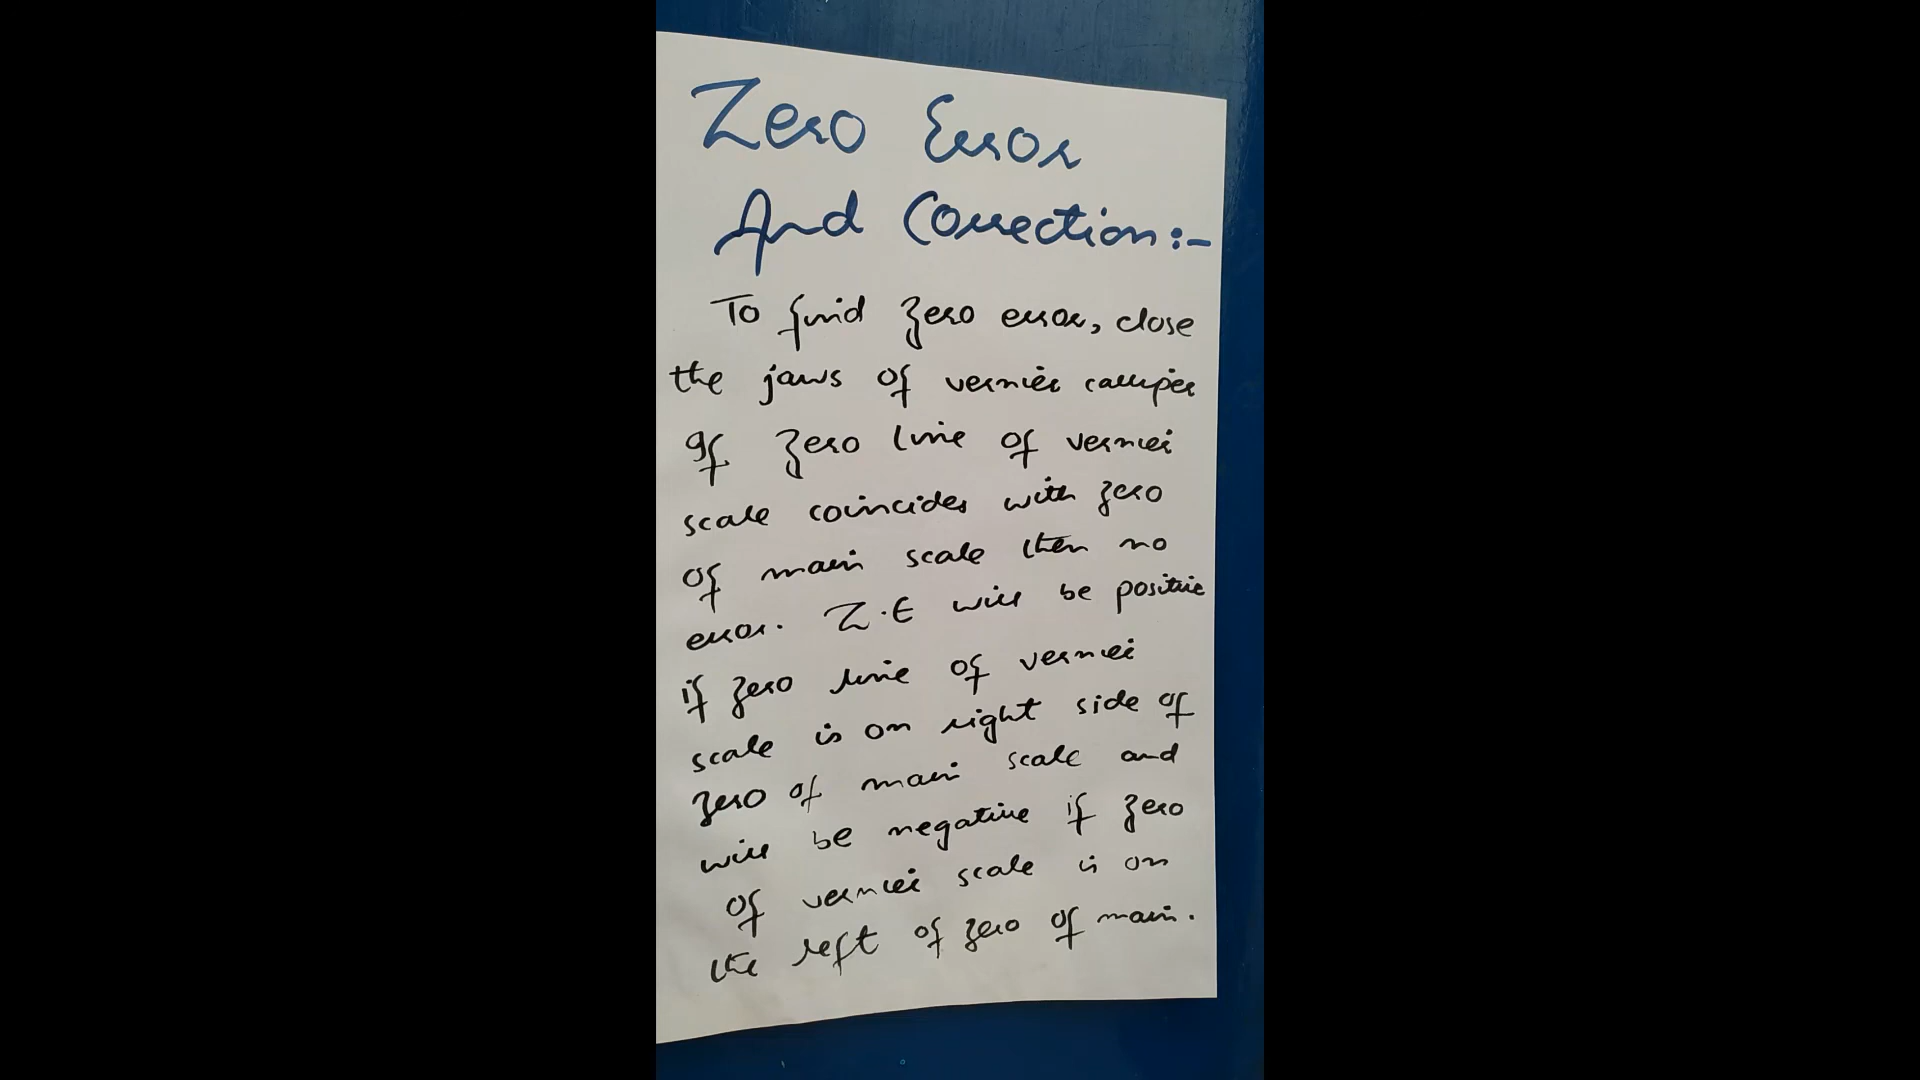 Zero Error
And Correction:-
To find zero error, close
the jaws of vernier calliper
If zero line of vernier
scale coincides with zero
of main scale then no
error. Z.E will be positive
if zero line of vernier
scale is on right side of
zero of main scale and
will be negative if zero
of vernier scale is on
the left of zero of main.